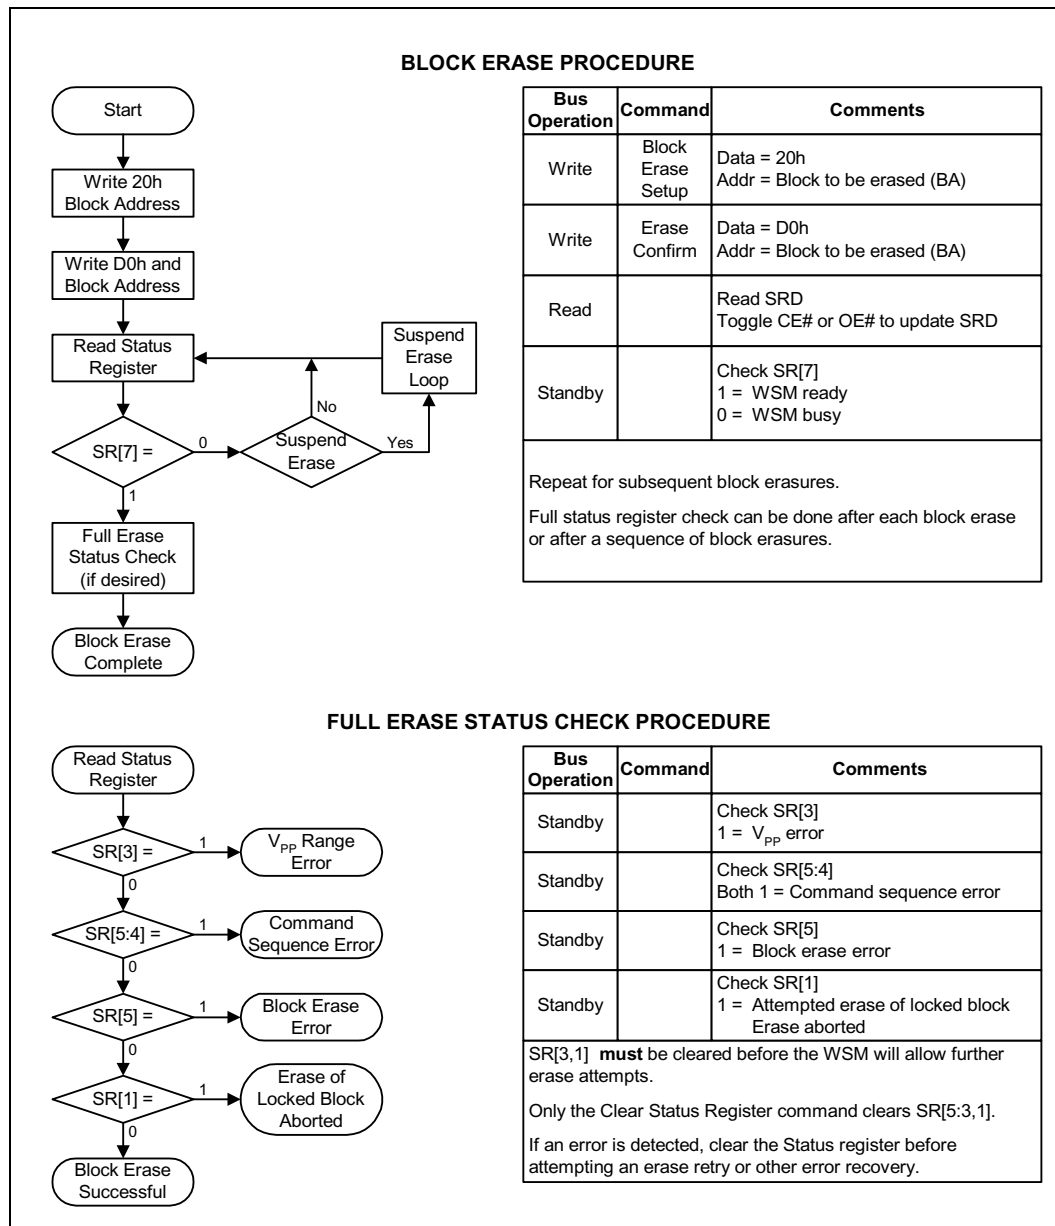 BLOCK ERASE PROCEDURE
Start
Write 20h
Block Address
Write D0h and
Block Address
Read Status
Register
Suspend
Erase
Loop
No
SR[7] =
0
Suspend
Erase
Yes
1
Full Erase
Status Check
(if desired)
Block Erase
Complete
Bus
Operation
Command
Comments
Write
Block
Erase
Setup
Data = 20h
Addr = Block to be erased (BA)
Write
Erase
Confirm
Data = D0h
Addr = Block to be erased (BA)
Read
Read SRD
Toggle CE# or OE# to update SRD
Standby
Check SR[7]
1 = WSM ready
0 = WSM busy
Repeat for subsequent block erasures.
Full status register check can be done after each block erase
or after a sequence of block erasures.
FULL ERASE STATUS CHECK PROCEDURE
Read Status
Register
SR[3] =
1
VPP Range
Error
0
SR[5:4] =
1
Command
Sequence Error
0
SR[5] =
1
Block Erase
Error
0
SR[1] =
1
Erase of
Locked Block
Aborted
0
Block Erase
Successful
Bus
Operation
Command
Comments
Standby
Check SR[3]
1 = VPP error
Standby
Check SR[5:4]
Both 1 = Command sequence error
Standby
Check SR[5]
1 = Block erase error
Standby
Check SR[1]
1 = Attempted erase of locked block
Erase aborted
SR[3,1] must be cleared before the WSM will allow further
erase attempts.
Only the Clear Status Register command clears SR[5:3,1].
If an error is detected, clear the Status register before
attempting an erase retry or other error recovery.